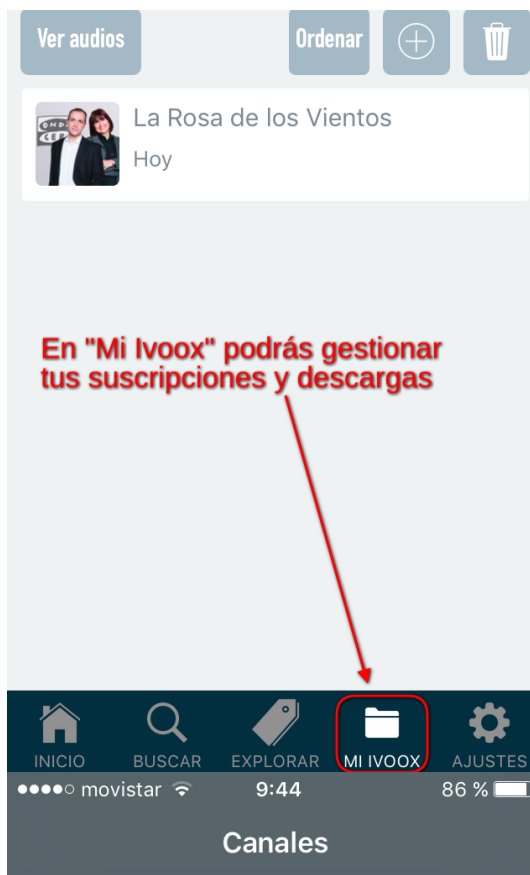 Ver audios
Ordenar
La Rosa de los Vientos
Hoy
En "Mi Ivoox" podrás gestionar
tus suscripciones y descargas
INICIO BUSCAR EXPLORAR MI IVOOX AJUSTES
movistar 9:44 86 %
Canales